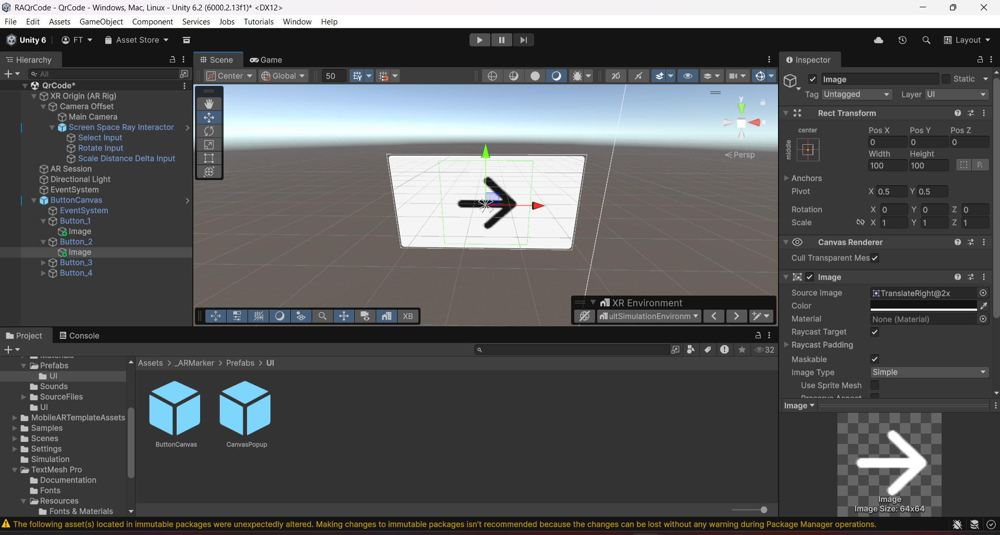 RAQrCode - QrCode - Windows, Mac, Linux - Unity 6.2 (6000.2.13f1)* <DX12>
File Edit Assets GameObject Component Services Jobs Tutorials Window Help
Unity 6 FT Asset Store Layout
Hierarchy
All
QrCode*
XR Origin (AR Rig)
Camera Offset
Main Camera
Screen Space Ray Interactor
Select Input
Rotate Input
Scale Distance Delta Input
AR Session
Directional Light
EventSystem
ButtonCanvas
EventSystem
Button_1
Image
Button_2
Image
Button_3
Button_4
Scene Game
Center Global 50 2D
y
x
Persp
XB
XR Environment
ultSimulationEnvironm
Inspector
Image Static
Tag Untagged Layer UI
Rect Transform
center
middle
Pos X Pos Y Pos Z
0 0 0
Width Height
100 100 R
Anchors
Pivot X 0.5 Y 0.5
Rotation X 0 Y 0 Z 0
Scale X 1 Y 1 Z 1
Canvas Renderer
Cull Transparent Mes
Image
Source Image TranslateRight@2x
Color
Material None (Material)
Raycast Target
Raycast Padding
Maskable
Image Type Simple
Use Sprite Mesh
Preserve Aspect
Image
Image
Image Size: 64x64
Project Console
32
Materials
Prefabs
UI
Sounds
SourceFiles
UI
MobileARTemplateAssets
Samples
Scenes
Settings
Simulation
TextMesh Pro
Documentation
Fonts
Resources
Fonts & Materials
Assets > _ARMarker > Prefabs > UI
ButtonCanvas CanvasPopup
The following asset(s) located in immutable packages were unexpectedly altered. Making changes to immutable packages isn't recommended because the changes can be lost without any warning during Package Manager operations.